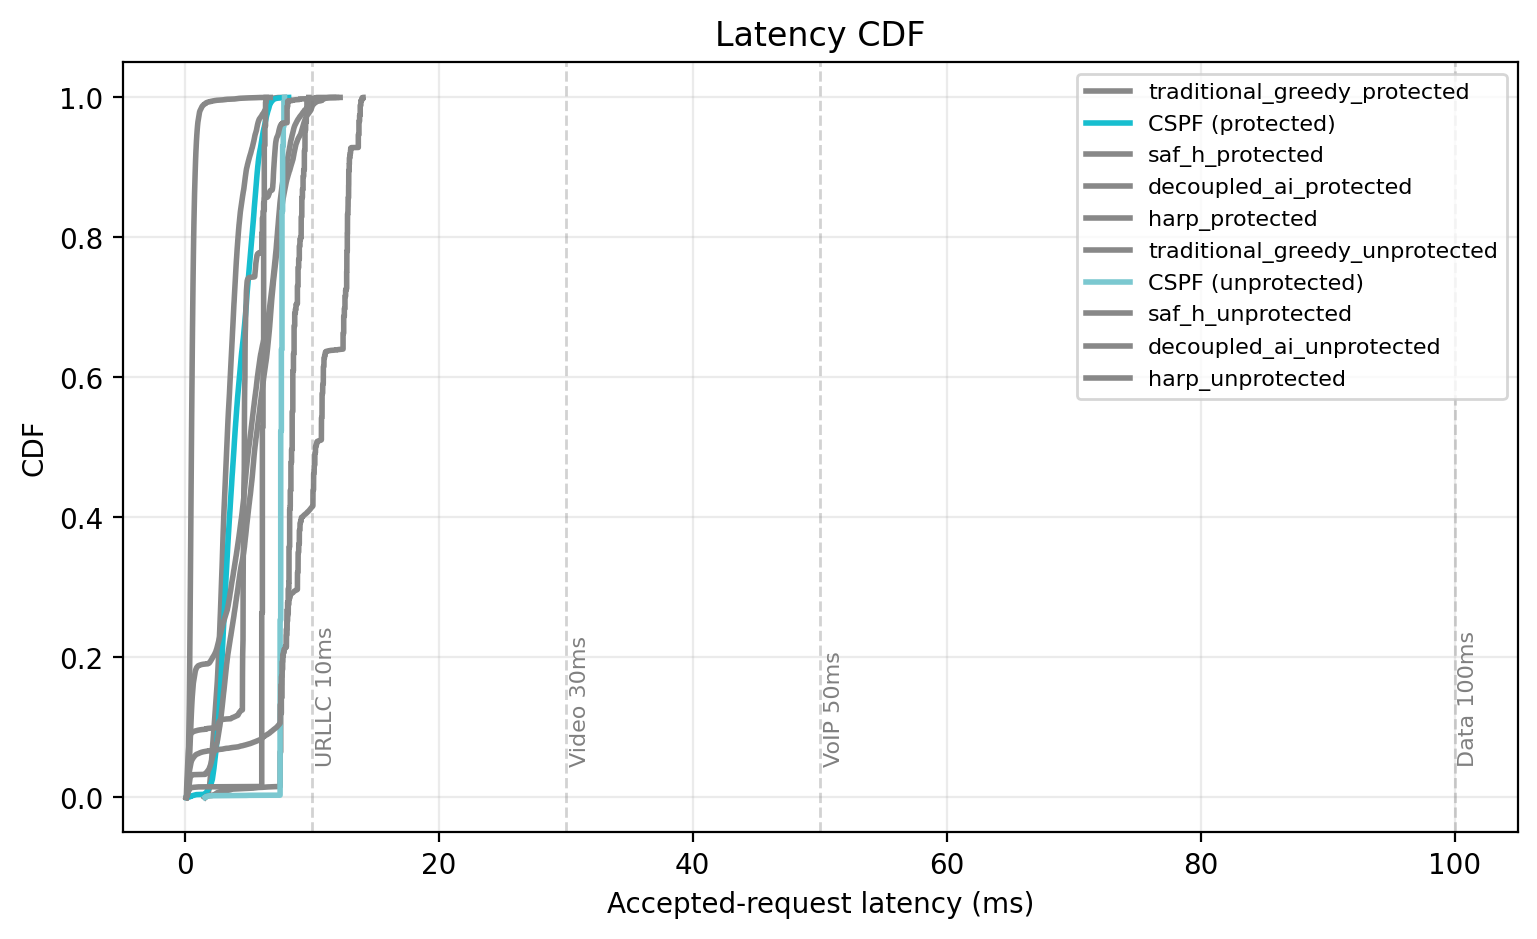 Latency CDF
traditional_greedy_protected
CSPF (protected)
saf_h_protected
decoupled_ai_protected
harp_protected
traditional_greedy_unprotected
CSPF (unprotected)
saf_h_unprotected
decoupled_ai_unprotected
harp_unprotected
1.0
0.8
0.6
0.4
0.2
0.0
CDF
URLLC 10ms
Video 30ms
VoIP 50ms
Data 100ms
0 20 40 60 80 100
Accepted-request latency (ms)